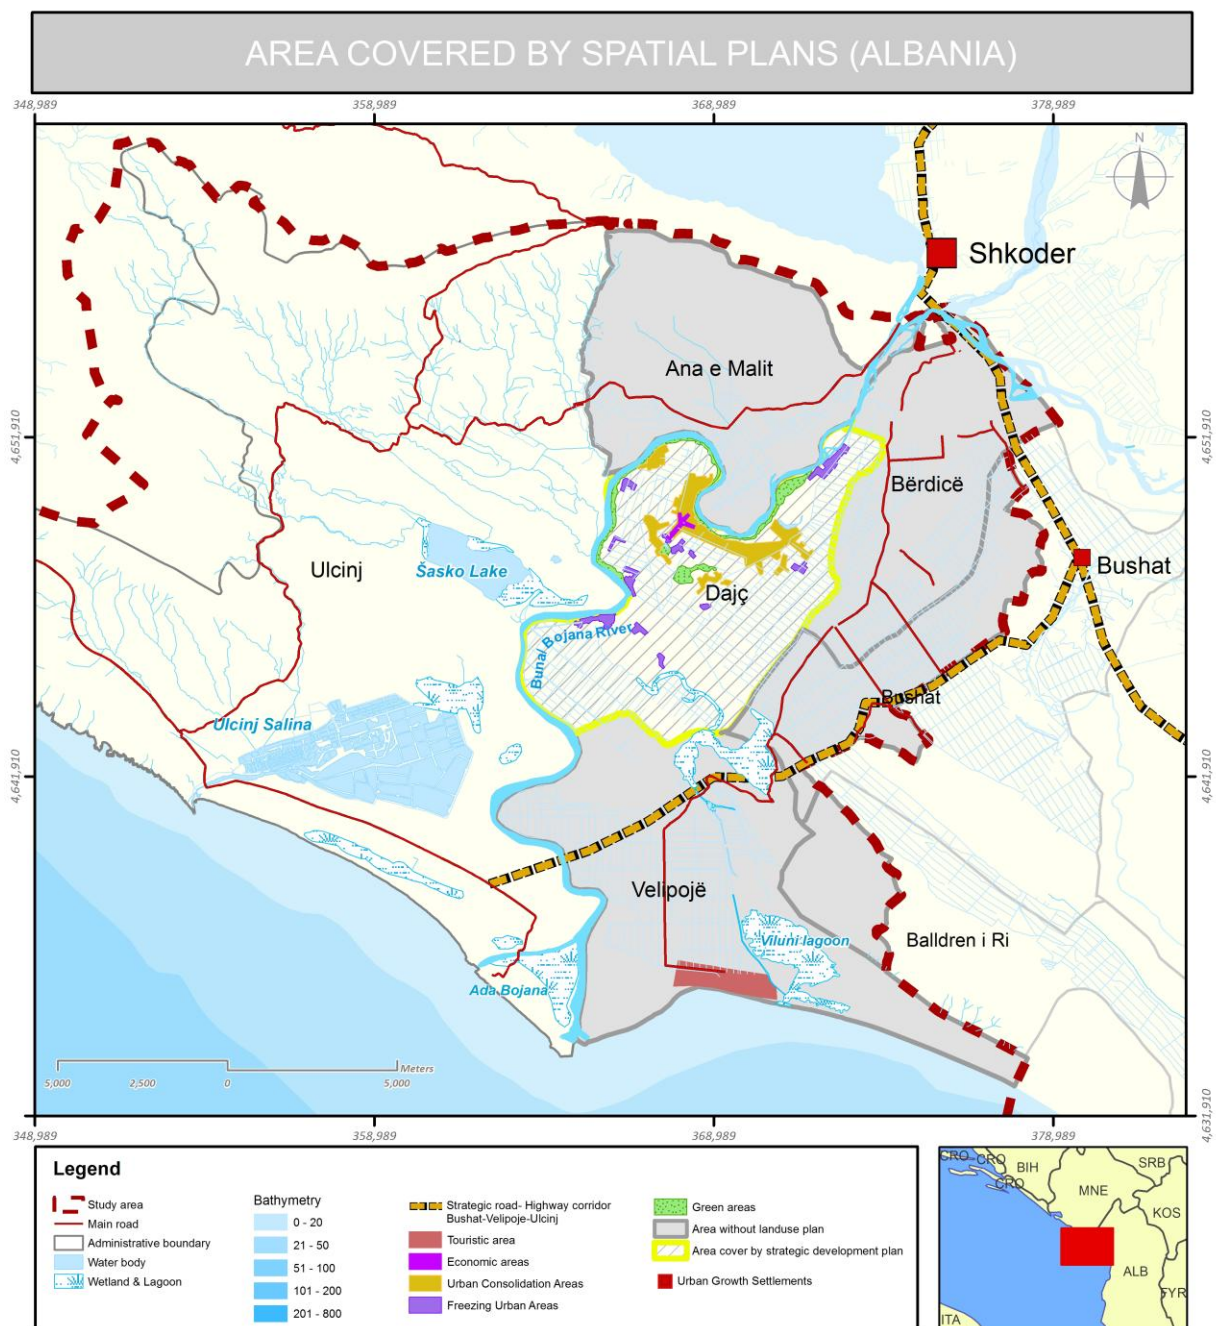 AREA COVERED BY SPATIAL PLANS (ALBANIA)
348,989 358,989 368,989 378,989
N
Shkoder
Ana e Malit
4,651,910 4,651,910
Bërdicë
Ulcinj
Šasko Lake
Bushat
Dajç
Buna/ Bojana River
Bushat
Ulcinj Salina
4,641,910 4,641,910
Velipojë
Viluni lagoon
Balldren i Ri
Ada Bojana
Meters
5,000 2,500 0 5,000
4,631,910
348,989 358,989 368,989 378,989
Legend
Study area
Main road
Administrative boundary
Water body
Wetland & Lagoon
Bathymetry
0 - 20
21 - 50
51 - 100
101 - 200
201 - 800
Strategic road- Highway corridor
Bushat-Velipoje-Ulcinj
Touristic area
Economic areas
Urban Consolidation Areas
Freezing Urban Areas
Green areas
Area without landuse plan
Area cover by strategic development plan
Urban Growth Settlements
CRO CRO
BIH
SRB
CRO
MNE
KOS
ALB
FYR
ITA